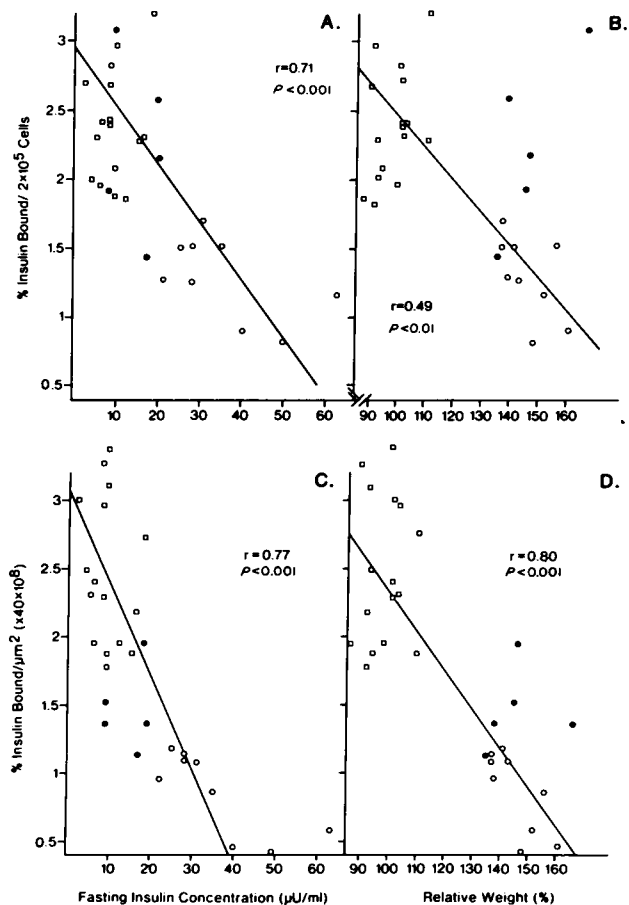 A.
r=0.71
P<0.001
B.
r=0.49
P<0.01
% Insulin Bound/ 2×10⁵ Cells
3
2.5
2
1.5
1
0.5
10 20 30 40 50 60
90 100 110 120 130 140 150 160
C.
r=0.77
P<0.001
D.
r=0.80
P<0.001
% Insulin Bound/μm² (x40×10⁸)
3
2.5
2
1.5
1
0.5
10 20 30 40 50 60
90 100 110 120 130 140 150 160
Fasting Insulin Concentration (μU/ml)
Relative Weight (%)